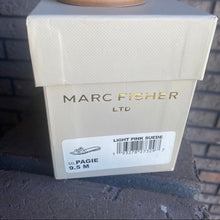 MARC FISHER
LTD
LIGHT PINK SUEDE
PAGIE
9.5 M